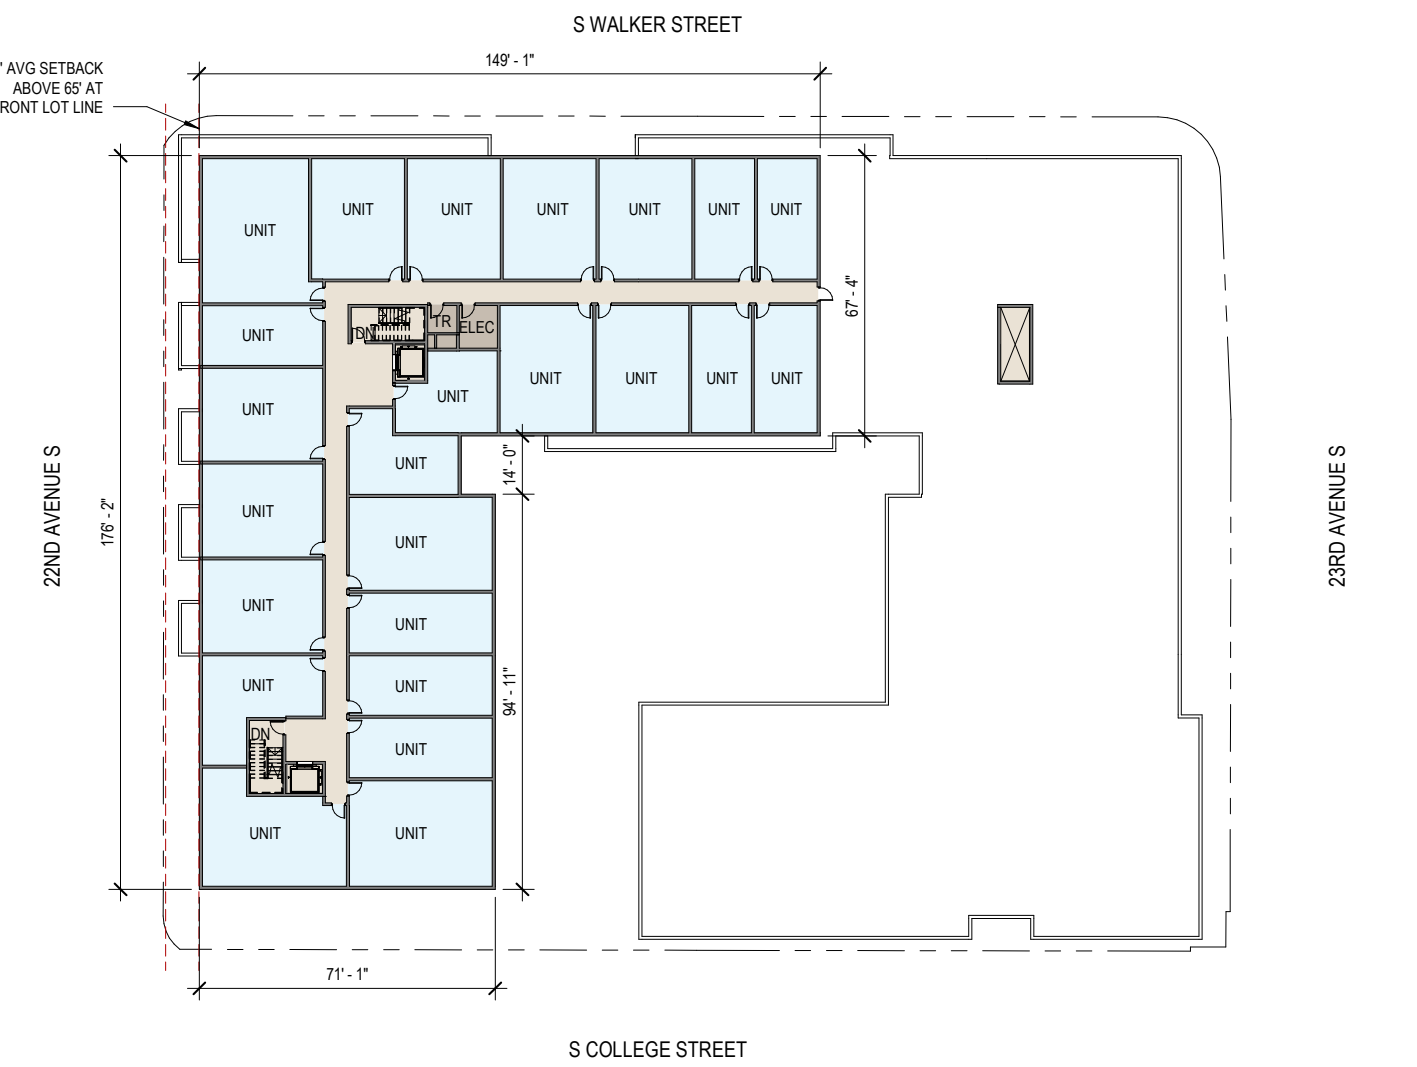 S WALKER STREET
149' - 1"
' AVG SETBACK
ABOVE 65' AT
RONT LOT LINE
UNIT
UNIT
UNIT
UNIT
UNIT
UNIT
UNIT
67' - 4"
UNIT
DN
TR
ELEC
UNIT
UNIT
UNIT
UNIT
UNIT
UNIT
22ND AVENUE S
176' - 2"
UNIT
14' - 0"
23RD AVENUE S
UNIT
UNIT
UNIT
UNIT
UNIT
UNIT
94' - 11"
DN
UNIT
UNIT
UNIT
71' - 1"
S COLLEGE STREET